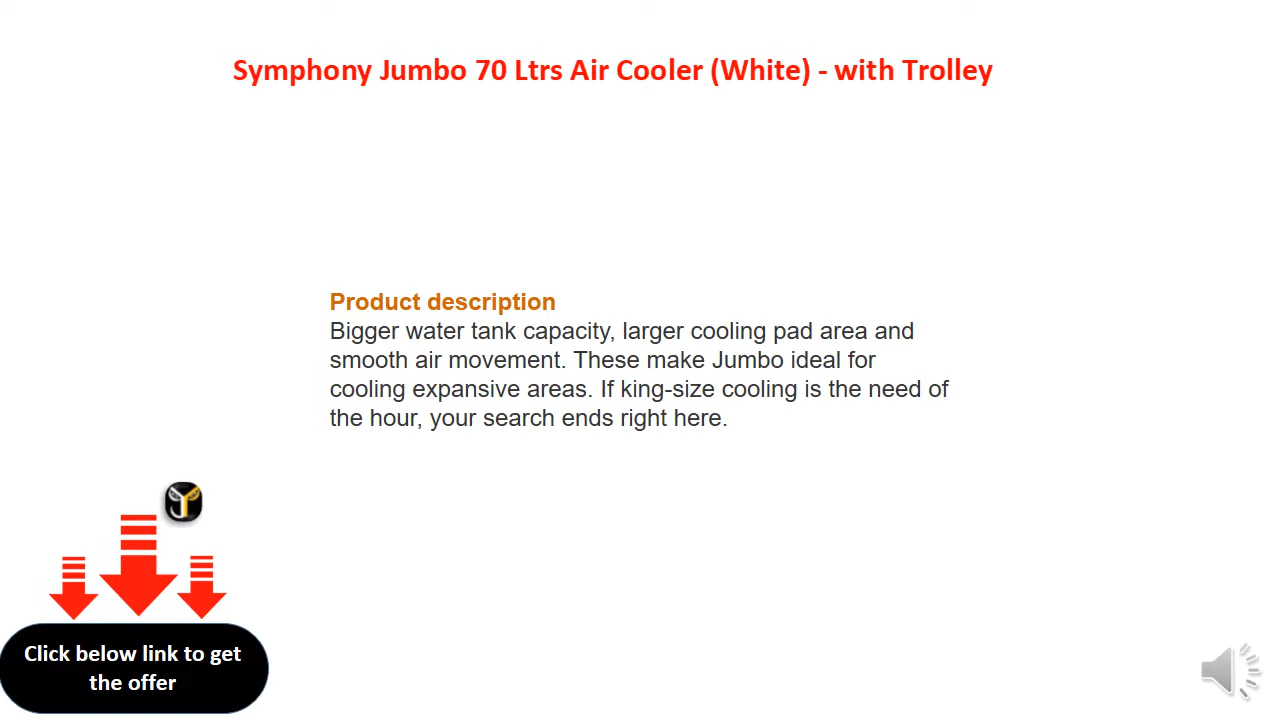 Symphony Jumbo 70 Ltrs Air Cooler (White) - with Trolley
Product description
Bigger water tank capacity, larger cooling pad area and
smooth air movement. These make Jumbo ideal for
cooling expansive areas. If king-size cooling is the need of
the hour, your search ends right here.
Click below link to get
the offer